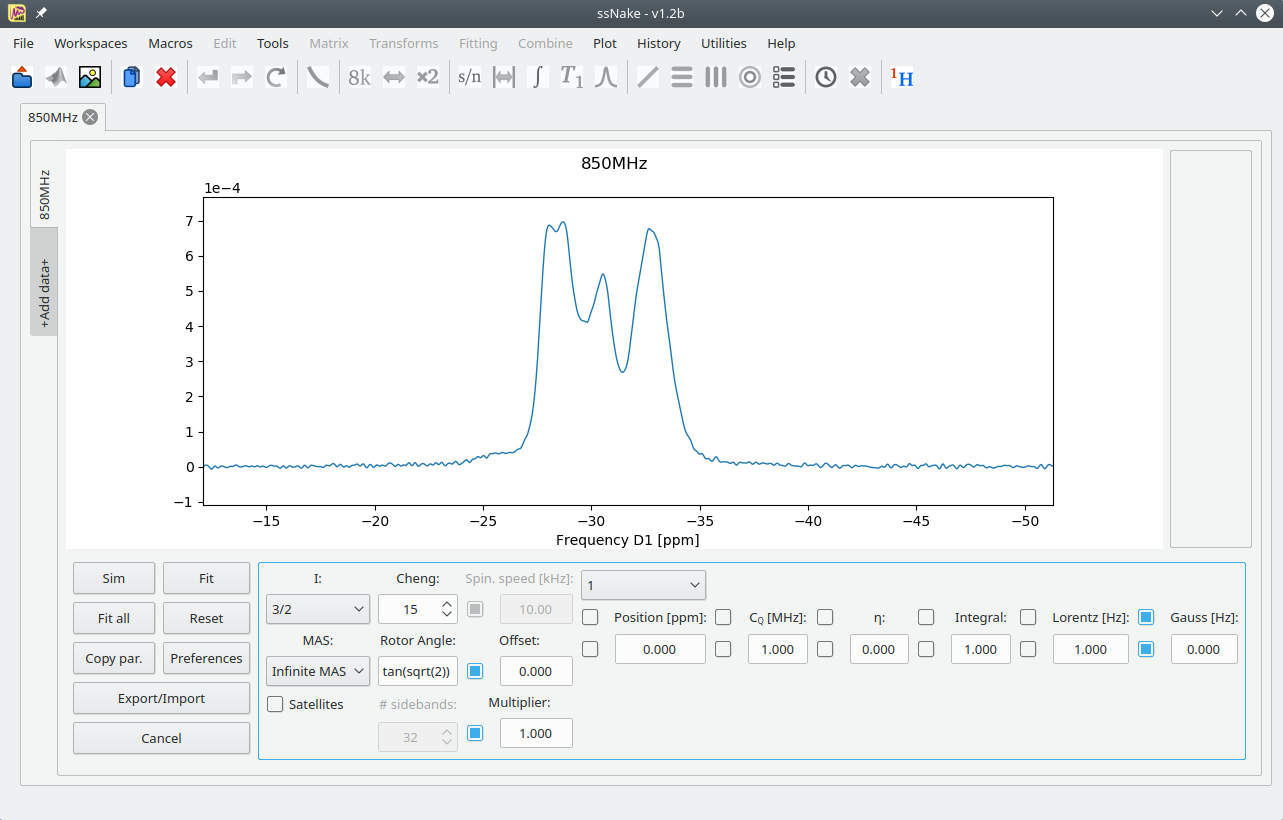 ssNake - v1.2b
File Workspaces Macros Edit Tools Matrix Transforms Fitting Combine Plot History Utilities Help
8k ×2 s/n ∫ T1 1H
850MHz
850MHz
+Add data+
850MHz
1e−4
7
6
5
4
3
2
1
0
−1
−15 −20 −25 −30 −35 −40 −45 −50
Frequency D1 [ppm]
Sim Fit
Fit all Reset
Copy par. Preferences
Export/Import
Cancel
I: Cheng: Spin. speed [kHz]:
3/2 15 10.00
MAS: Rotor Angle: Offset:
Infinite MAS tan(sqrt(2)) 0.000
Satellites # sidebands: Multiplier:
32 1.000
1
Position [ppm]: CQ [MHz]: η: Integral: Lorentz [Hz]: Gauss [Hz]:
0.000 1.000 0.000 1.000 1.000 0.000